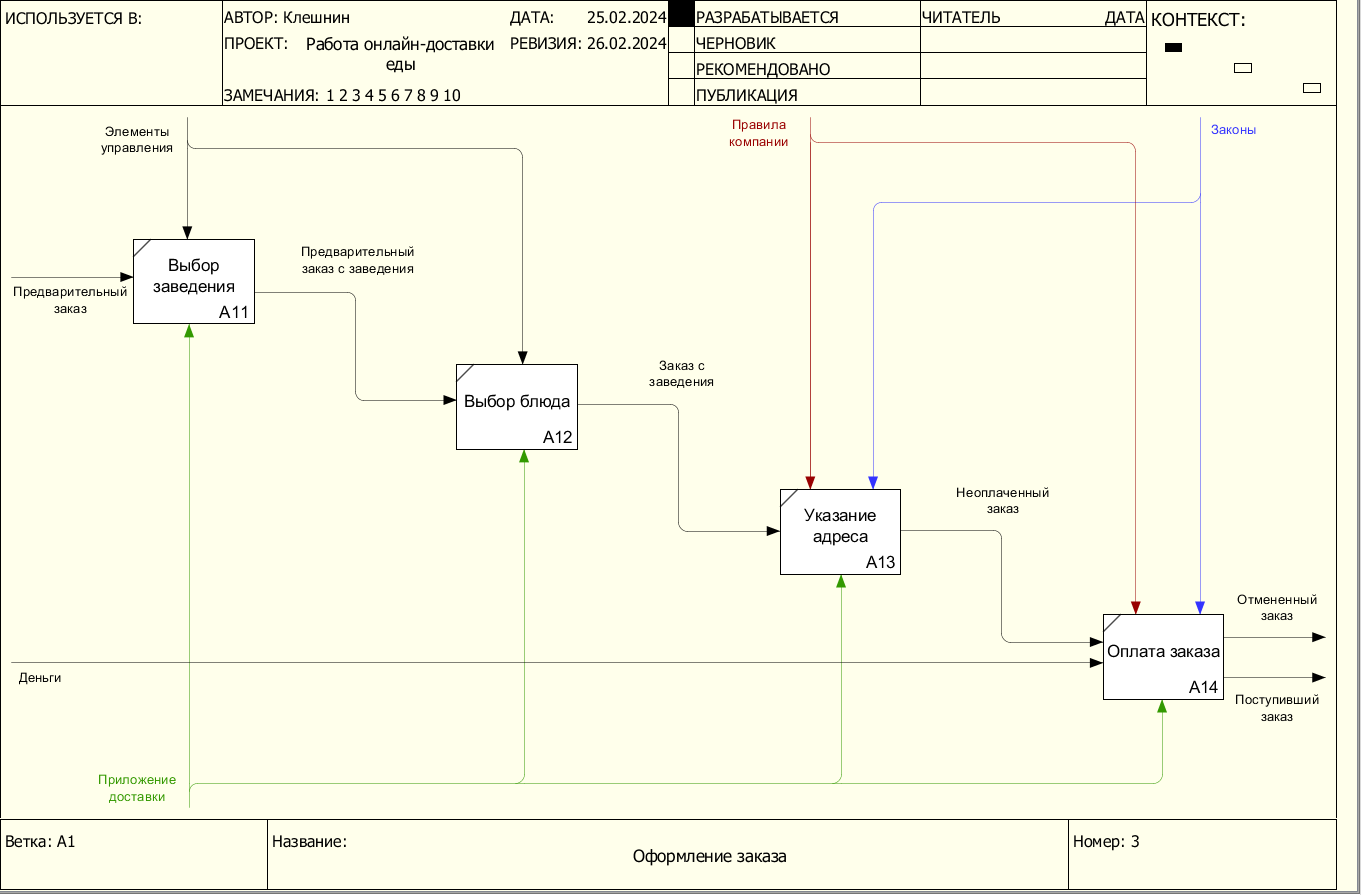 ИСПОЛЬЗУЕТСЯ В:
АВТОР: Клешнин
ДАТА: 25.02.2024
ПРОЕКТ: Работа онлайн-доставки
еды
РЕВИЗИЯ: 26.02.2024
ЗАМЕЧАНИЯ: 1 2 3 4 5 6 7 8 9 10
РАЗРАБАТЫВАЕТСЯ
ЧЕРНОВИК
РЕКОМЕНДОВАНО
ПУБЛИКАЦИЯ
ЧИТАТЕЛЬ
ДАТА
КОНТЕКСТ:
Элементы
управления
Правила
компании
Законы
Предварительный
заказ
Выбор
заведения
A11
Предварительный
заказ с заведения
Выбор блюда
A12
Заказ с
заведения
Указание
адреса
A13
Неоплаченный
заказ
Оплата заказа
A14
Отмененный
заказ
Поступивший
заказ
Деньги
Приложение
доставки
Ветка: A1
Название:
Оформление заказа
Номер: 3